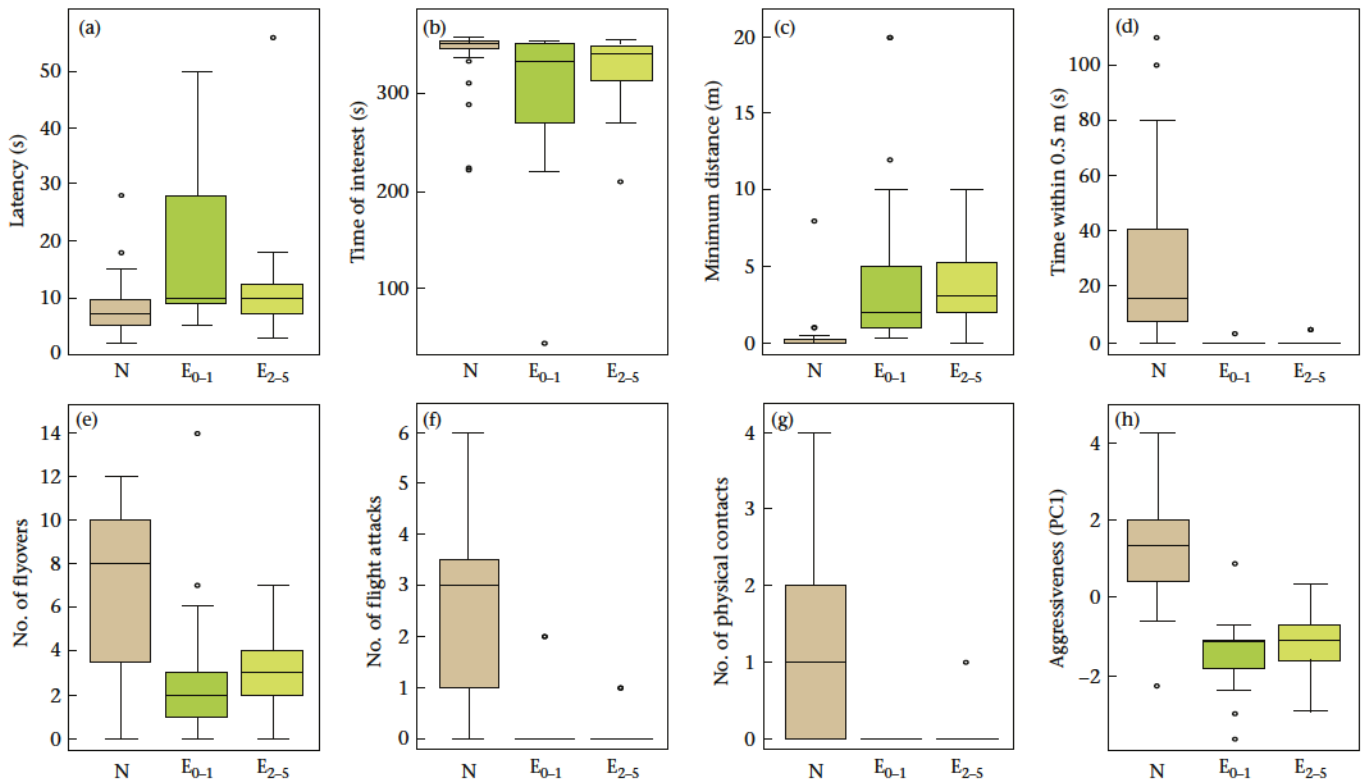 (a)
Latency (s)
50
40
30
20
10
0
N E0–1 E2–5
(b)
Time of interest (s)
300
200
100
N E0–1 E2–5
(c)
Minimum distance (m)
20
15
10
5
0
N E0–1 E2–5
(d)
Time within 0.5 m (s)
100
80
60
40
20
0
N E0–1 E2–5
(e)
No. of flyovers
14
12
10
8
6
4
2
0
N E0–1 E2–5
(f)
No. of flight attacks
6
5
4
3
2
1
0
N E0–1 E2–5
(g)
No. of physical contacts
4
3
2
1
0
N E0–1 E2–5
(h)
Aggressiveness (PC1)
4
2
0
−2
N E0–1 E2–5